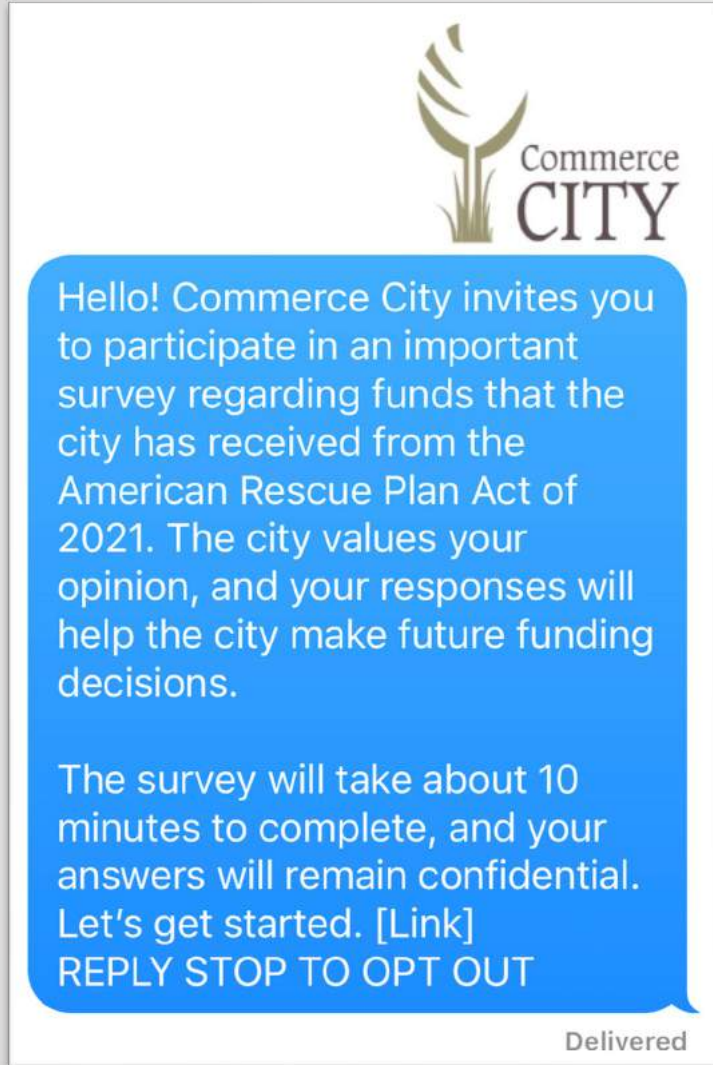 Commerce
CITY
Hello! Commerce City invites you
to participate in an important
survey regarding funds that the
city has received from the
American Rescue Plan Act of
2021. The city values your
opinion, and your responses will
help the city make future funding
decisions.
The survey will take about 10
minutes to complete, and your
answers will remain confidential.
Let's get started. [Link]
REPLY STOP TO OPT OUT
Delivered